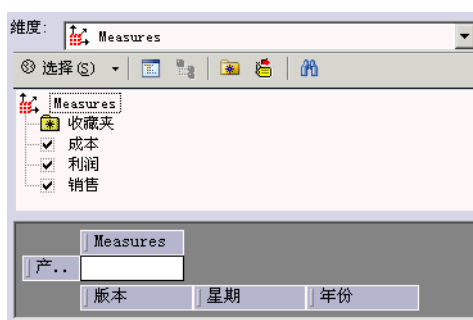 维度: Measures
选择(S)
Measures
收藏夹
成本
利润
销售
Measures
产..
版本 星期 年份